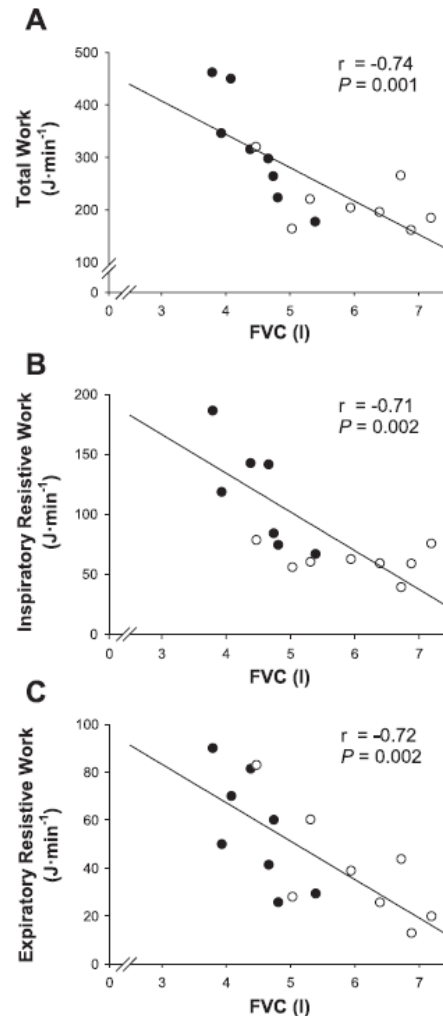 A
r = -0.74
P = 0.001
500
400
300
200
100
0
Total Work
(J·min-1)
0 3 4 5 6 7
FVC (l)
B
r = -0.71
P = 0.002
200
150
100
50
0
Inspiratory Resistive Work
(J·min-1)
0 3 4 5 6 7
FVC (l)
C
r = -0.72
P = 0.002
100
80
60
40
20
0
Expiratory Resistive Work
(J·min-1)
0 3 4 5 6 7
FVC (l)